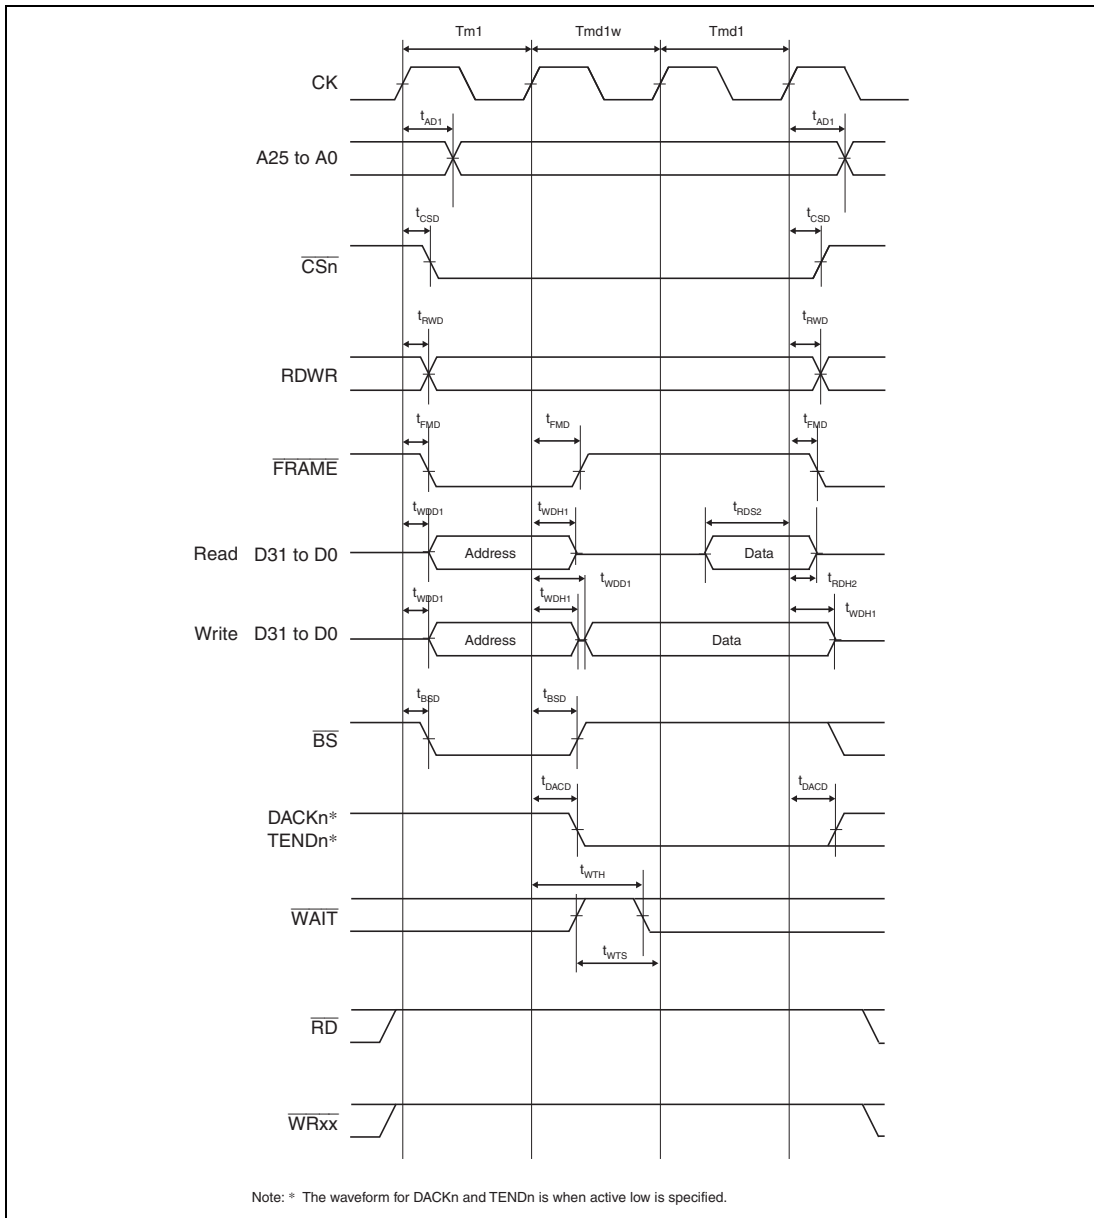 Tm1 Tmd1w Tmd1
CK
tAD1 tAD1
A25 to A0
tCSD tCSD
CSn
tRWD tRWD
RDWR
tFMD tFMD tFMD
FRAME
tWDD1 tWDH1 tRDS2
Read D31 to D0 Address Data
tWDD1 tRDH2
tWDD1 tWDH1 tWDH1
Write D31 to D0 Address Data
tBSD tBSD
BS
tDACD tDACD
DACKn*
TENDn*
tWTH
WAIT
tWTS
RD
WRxx
Note: * The waveform for DACKn and TENDn is when active low is specified.